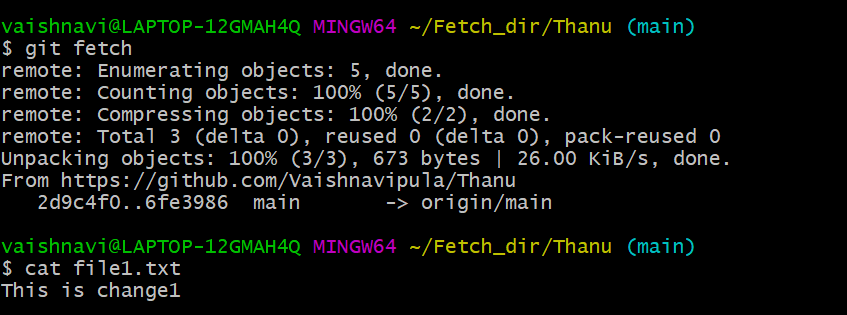 vaishnavi@LAPTOP-12GMAH4Q MINGW64 ~/Fetch_dir/Thanu (main)
$ git fetch
remote: Enumerating objects: 5, done.
remote: Counting objects: 100% (5/5), done.
remote: Compressing objects: 100% (2/2), done.
remote: Total 3 (delta 0), reused 0 (delta 0), pack-reused 0
Unpacking objects: 100% (3/3), 673 bytes | 26.00 KiB/s, done.
From https://github.com/Vaishnavipula/Thanu
   2d9c4f0..6fe3986  main       -> origin/main
vaishnavi@LAPTOP-12GMAH4Q MINGW64 ~/Fetch_dir/Thanu (main)
$ cat file1.txt
This is change1